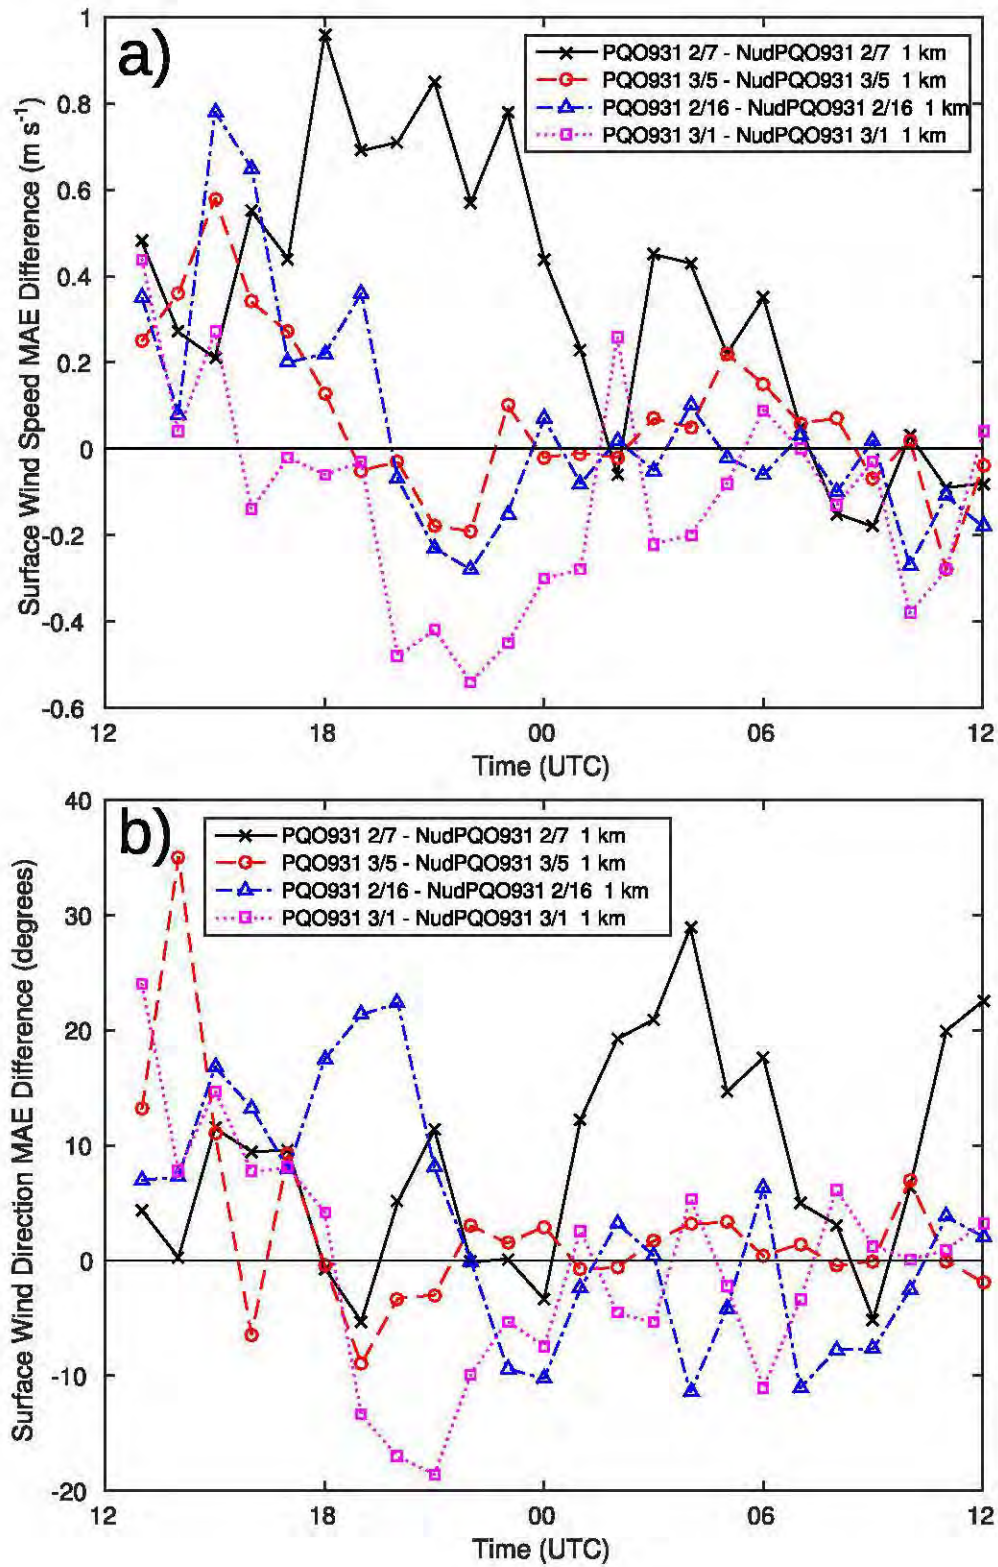 a)
PQO931 2/7 - NudPQO931 2/7 1 km
PQO931 3/5 - NudPQO931 3/5 1 km
PQO931 2/16 - NudPQO931 2/16 1 km
PQO931 3/1 - NudPQO931 3/1 1 km
Surface Wind Speed MAE Difference (m s⁻¹)
1
0.8
0.6
0.4
0.2
0
-0.2
-0.4
-0.6
12 18 00 06 12
Time (UTC)
b)
PQO931 2/7 - NudPQO931 2/7 1 km
PQO931 3/5 - NudPQO931 3/5 1 km
PQO931 2/16 - NudPQO931 2/16 1 km
PQO931 3/1 - NudPQO931 3/1 1 km
Surface Wind Direction MAE Difference (degrees)
40
30
20
10
0
-10
-20
12 18 00 06 12
Time (UTC)